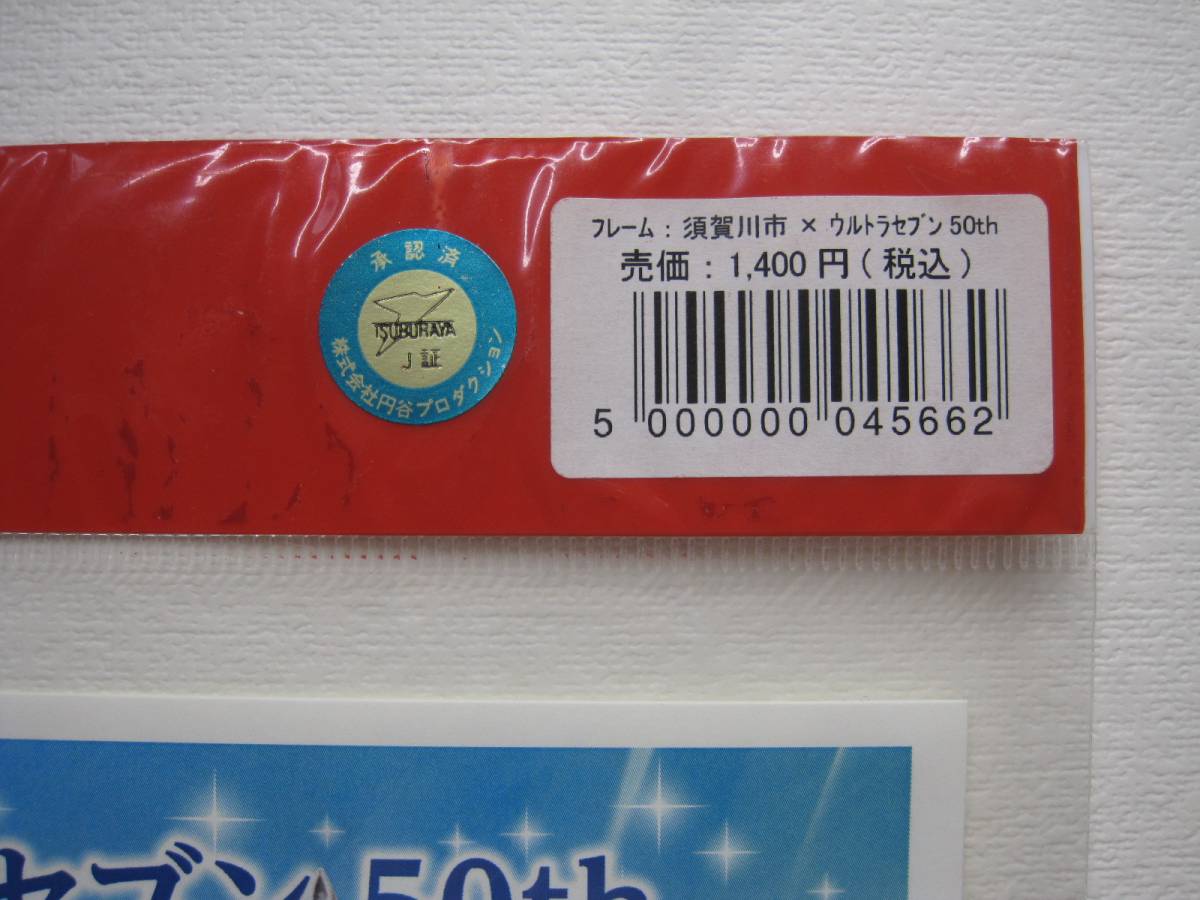 フレーム : 須賀川市 × ウルトラセブン 50th
売価 : 1,400 円 ( 税込 )
5 000000 045662
承認済
TSUBURAYA
J 証
株式会社円谷プロダクション
セブン 50th